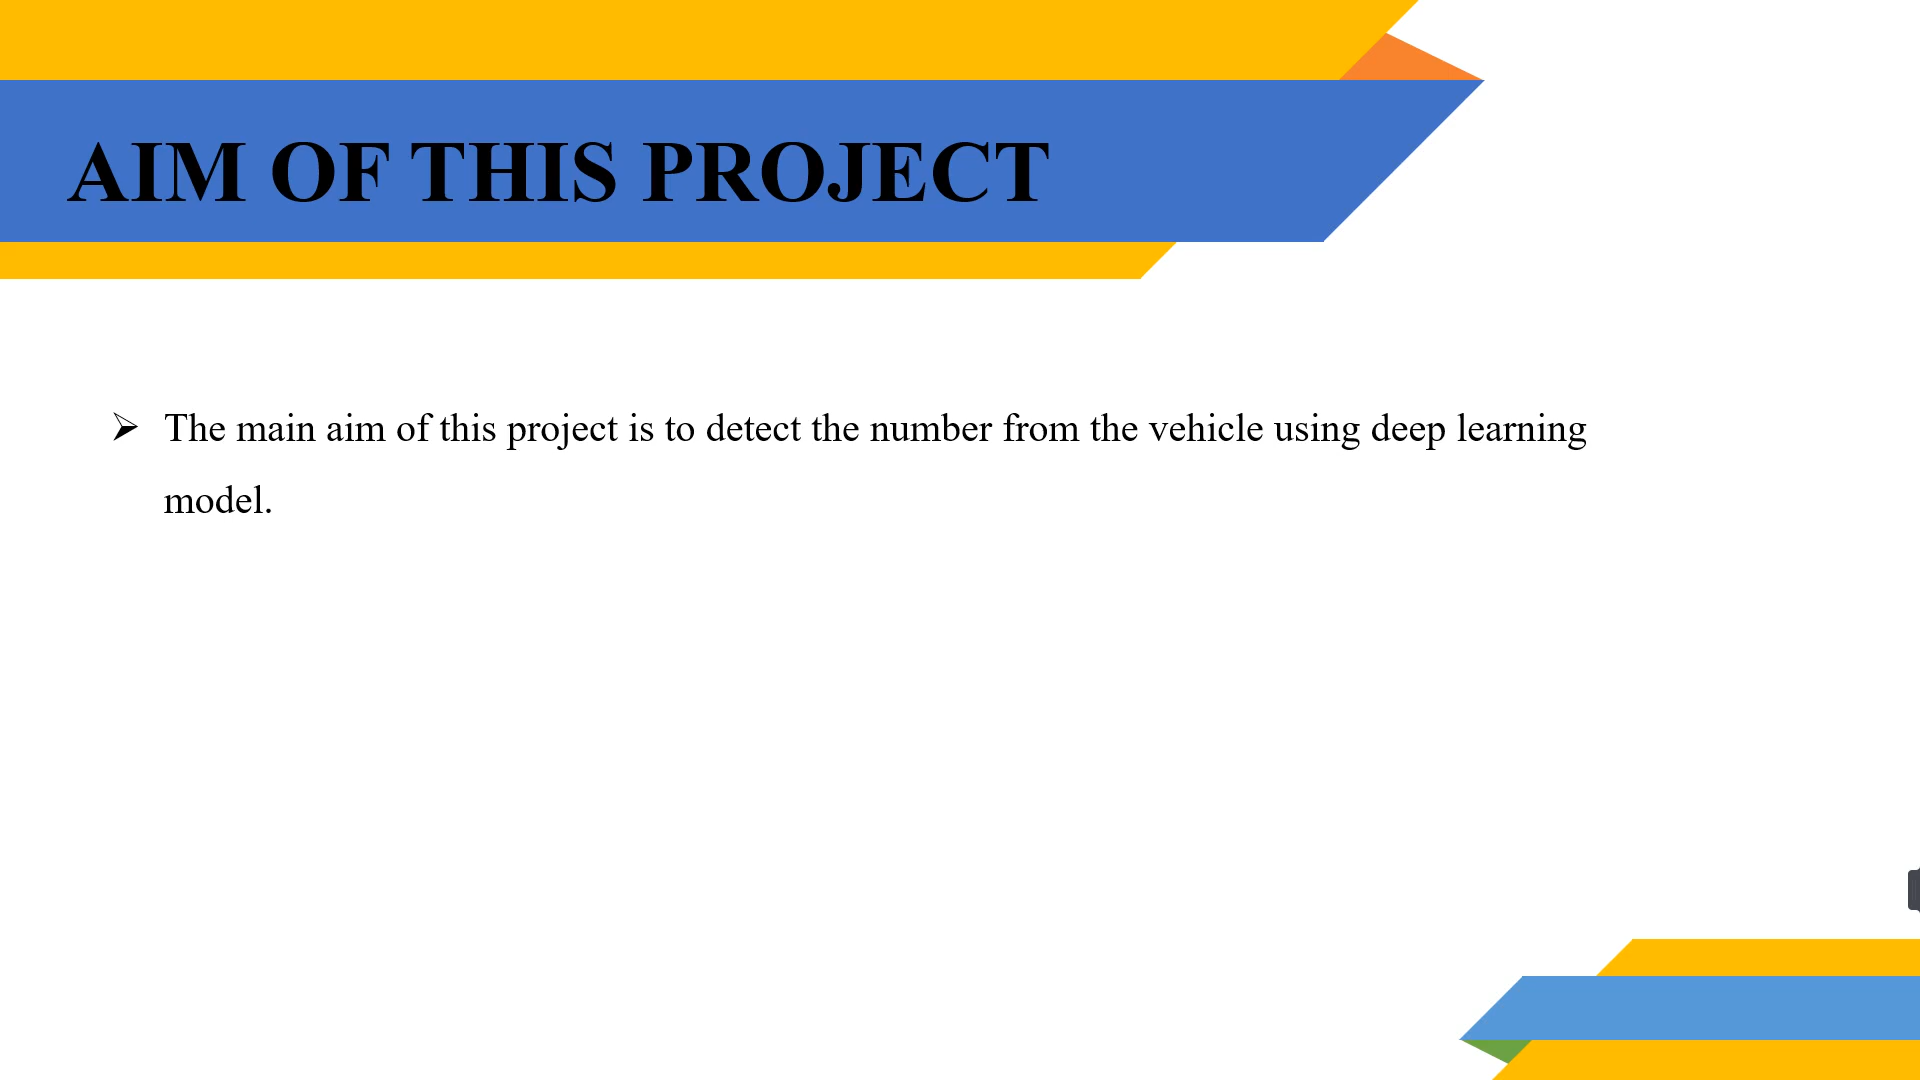 AIM OF THIS PROJECT
➢ The main aim of this project is to detect the number from the vehicle using deep learning
model.